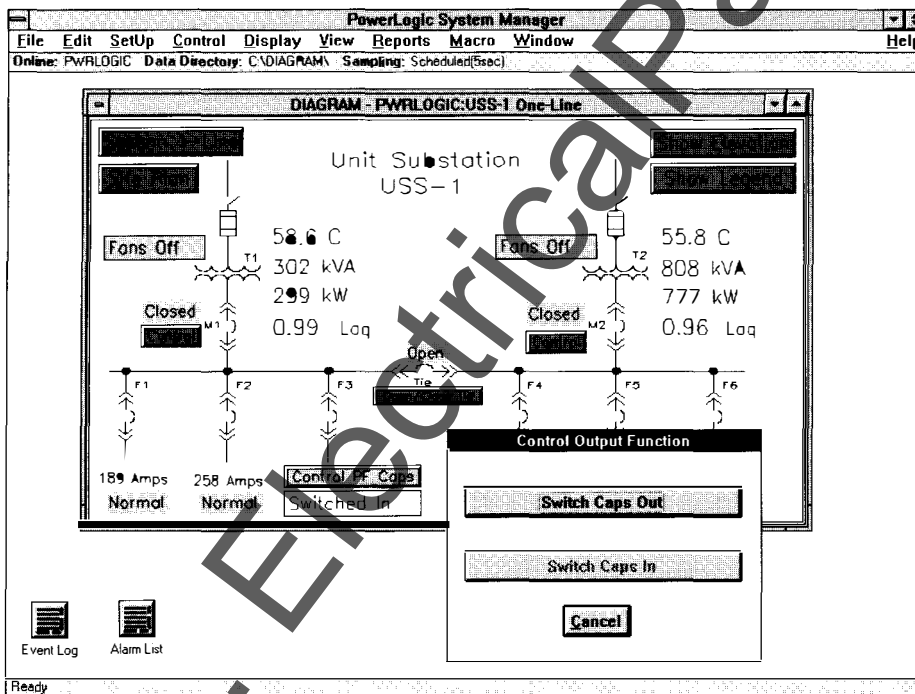 PowerLogic System Manager
File Edit SetUp Control Display View Reports Macro Window Help
Online: PWRLOGIC Data Directory: C:\DIAGRAM\ Sampling: Scheduled(5sec)
DIAGRAM - PWRLOGIC:USS-1 One-Line
Unit Substation
USS-1
Show Legend
Fans Off
T1
58.6 C
302 kVA
299 kW
0.99 Lag
Closed
M1
Fans Off
T2
55.8 C
808 kVA
777 kW
0.96 Lag
Closed
M2
Open
Tie
F1 F2 F3 F4 F5 F6
189 Amps
Normal
258 Amps
Normal
Control PF Caps
Switched In
Control Output Function
Switch Caps Out
Switch Caps In
Cancel
Event Log
Alarm List
Ready
Electrical